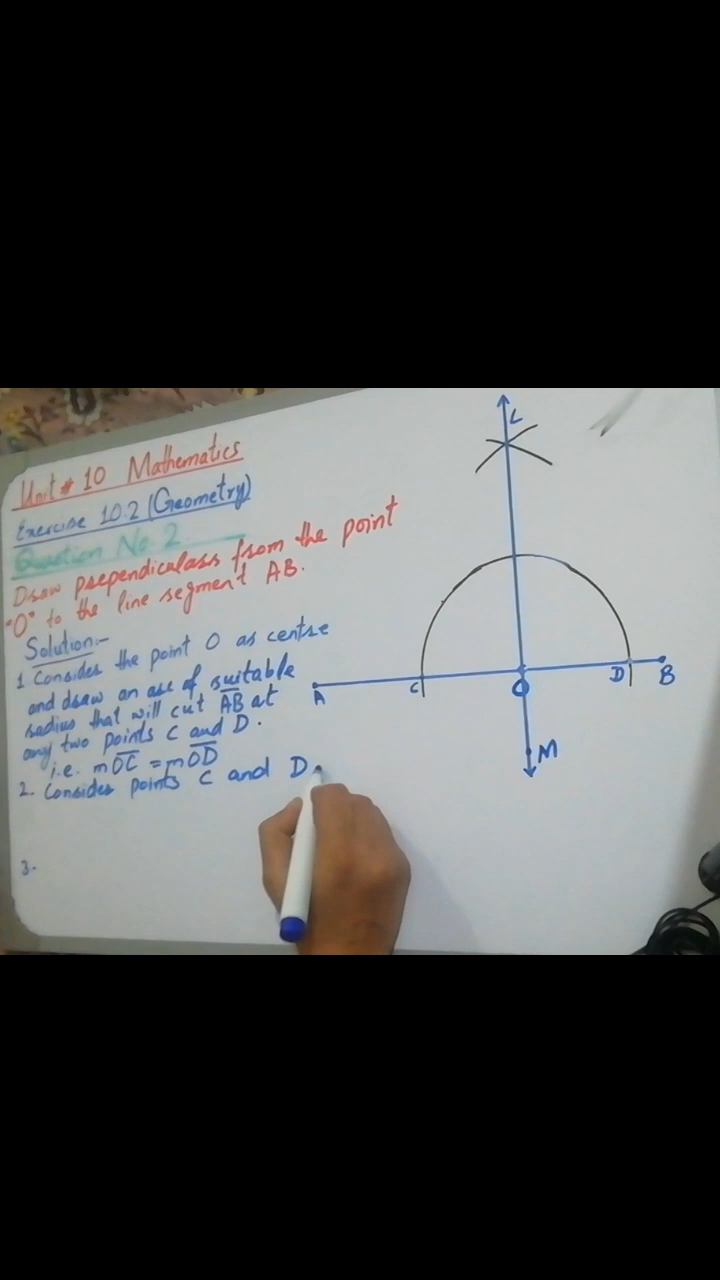 Unit # 10 Mathematics
Exercise 10.2 (Geometry)
Question No. 2
Draw perpendiculars from the point
"O" to the line segment AB.
Solution:-
1. Consider the point O as centre
and draw an arc of suitable
radius that will cut AB at
any two points C and D.
i.e. mOC = mOD
2. Consider points C and D.
3.
L
A
C
O
D
B
M